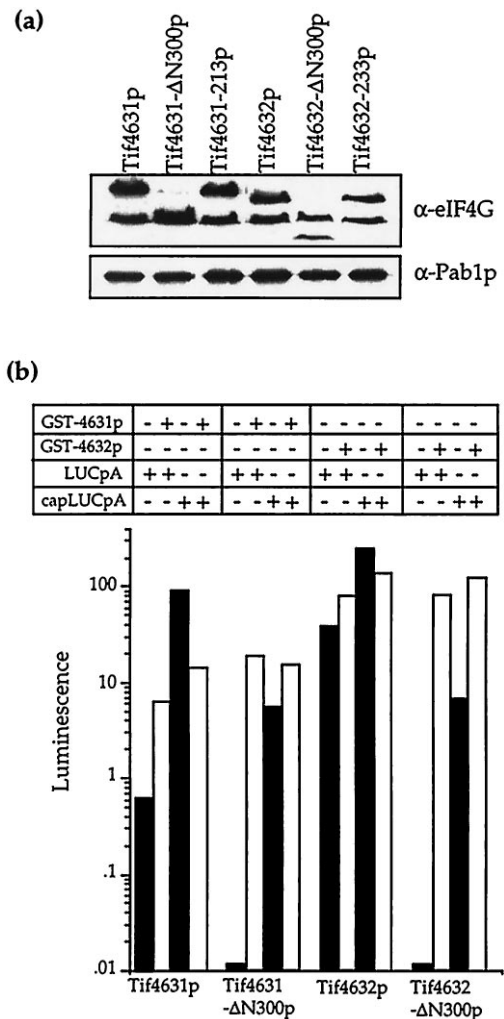 (a)
Tif4631p
Tif4631-ΔN300p
Tif4631-213p
Tif4632p
Tif4632-ΔN300p
Tif4632-233p
α-eIF4G
α-Pab1p
(b)
GST-4631p - + - + - + - + - - - - - - - -
GST-4632p - - - - - - - - - + - + - + - +
LUCpA + + - - + + - - + + - - + + - -
capLUCpA - - + + - - + + - - + + - - + +
Luminescence
100
10
1
.1
.01
Tif4631p
Tif4631
-ΔN300p
Tif4632p
Tif4632
-ΔN300p